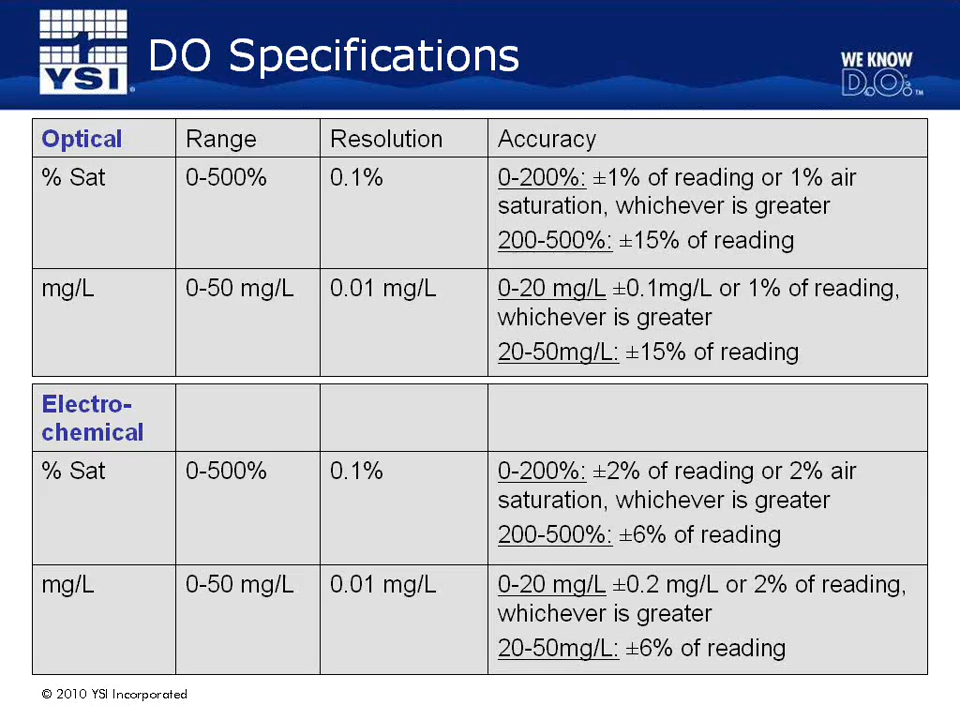 YSI
DO Specifications
WE KNOW
D.O.™
Optical Range Resolution Accuracy
% Sat 0-500% 0.1% 0-200%: ±1% of reading or 1% air
saturation, whichever is greater
200-500%: ±15% of reading
mg/L 0-50 mg/L 0.01 mg/L 0-20 mg/L ±0.1mg/L or 1% of reading,
whichever is greater
20-50mg/L: ±15% of reading
Electro-
chemical
% Sat 0-500% 0.1% 0-200%: ±2% of reading or 2% air
saturation, whichever is greater
200-500%: ±6% of reading
mg/L 0-50 mg/L 0.01 mg/L 0-20 mg/L ±0.2 mg/L or 2% of reading,
whichever is greater
20-50mg/L: ±6% of reading
© 2010 YSI Incorporated